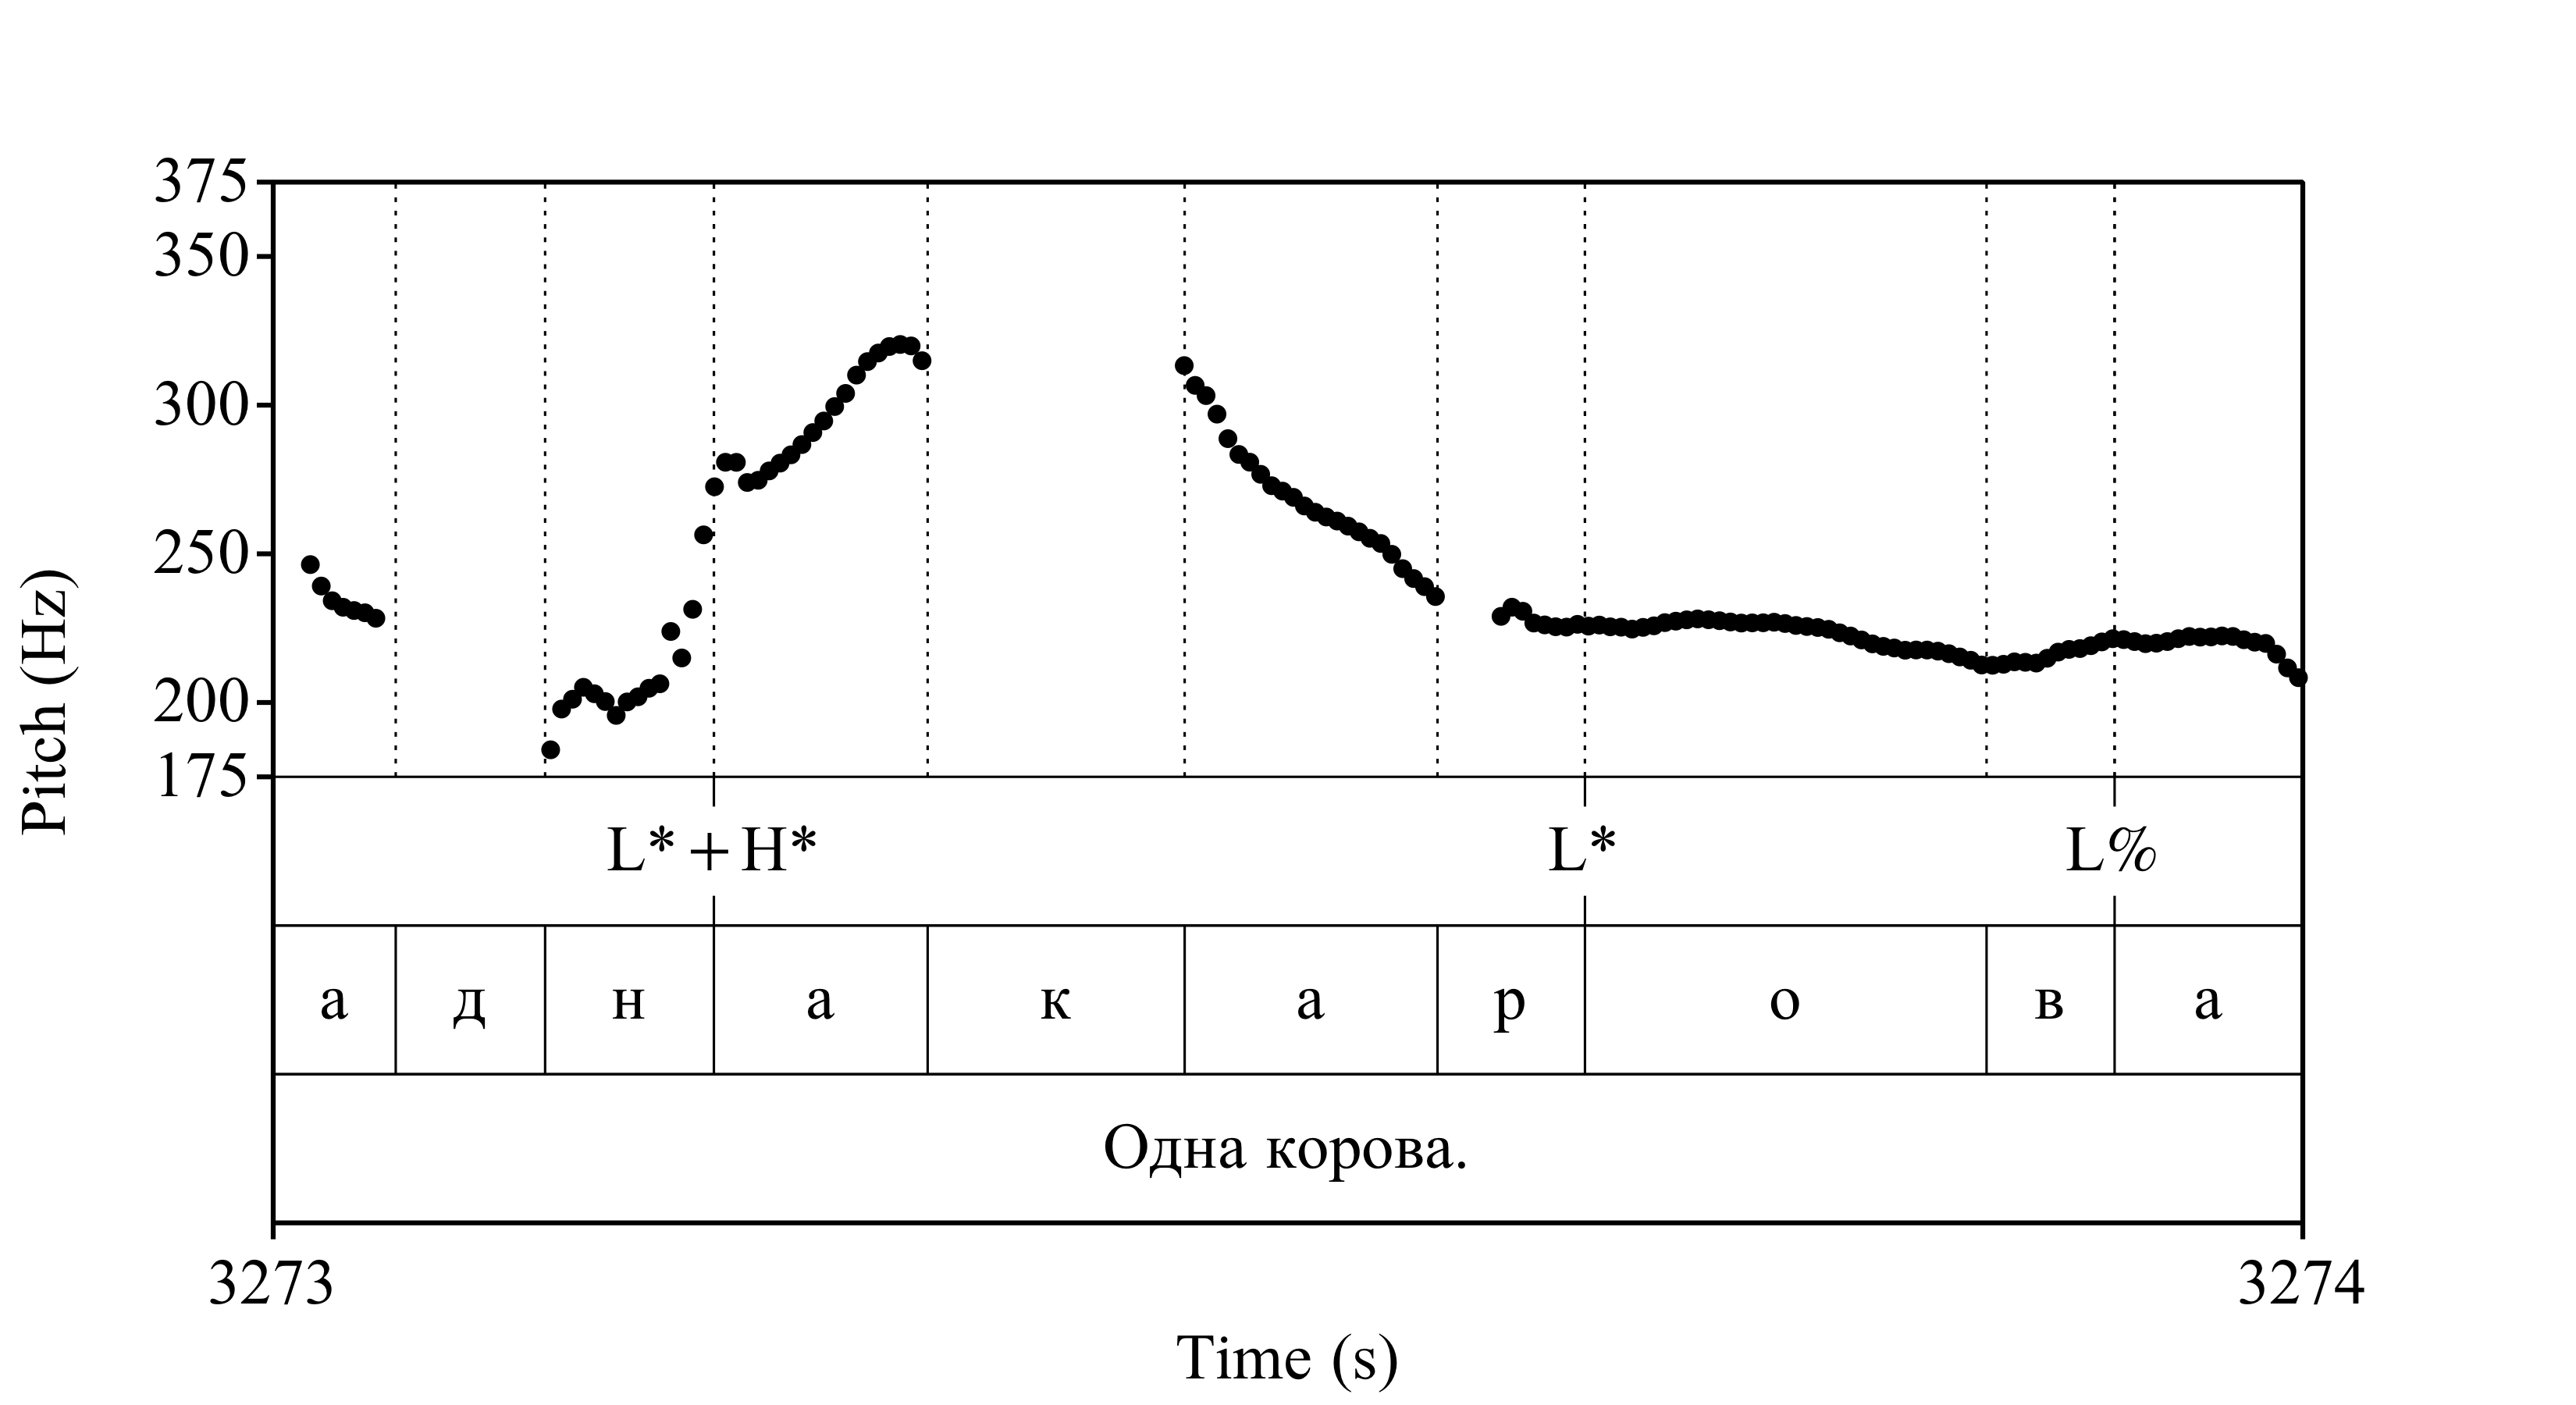 375
350
300
250
200
175
Pitch (Hz)
L*+H* L* L%
а д н а к а р о в а
Одна корова.
3273 3274
Time (s)